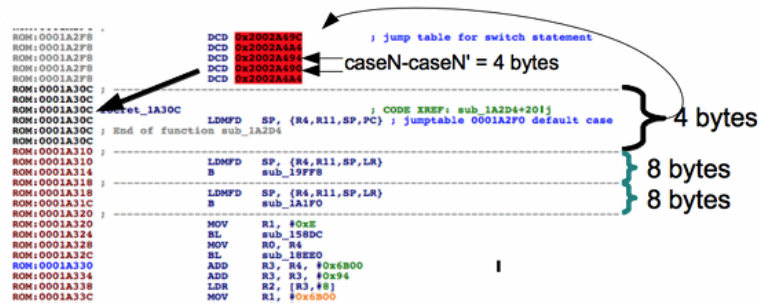 ROM:0001A2F8 DCD 0x2002A49C ; jump table for switch statement
ROM:0001A2F8 DCD 0x2002A4A4
ROM:0001A2F8 DCD 0x2002A494
ROM:0001A2F8 DCD 0x2002A490
ROM:0001A2F8 DCD 0x2002A4A4
caseN-caseN' = 4 bytes
ROM:0001A30C ; ----------
ROM:0001A30C
ROM:0001A30C locret_1A30C ; CODE XREF: sub_1A2D4+20↑j
ROM:0001A30C LDMFD SP, {R4,R11,SP,PC} ; jumptable 0001A2F0 default case
ROM:0001A30C ; End of function sub_1A2D4
ROM:0001A30C
4 bytes
ROM:0001A310 ; ----------
ROM:0001A310 LDMFD SP, {R4,R11,SP,LR}
ROM:0001A314 B sub_19FF8
8 bytes
ROM:0001A318 ; ----------
ROM:0001A318 LDMFD SP, {R4,R11,SP,LR}
ROM:0001A31C B sub_1A1F0
8 bytes
ROM:0001A320 ; ----------
ROM:0001A320 MOV R1, #0xE
ROM:0001A324 BL sub_158DC
ROM:0001A328 MOV R0, R4
ROM:0001A32C BL sub_18EE0
ROM:0001A330 ADD R3, R4, #0x6B00
ROM:0001A334 ADD R3, R3, #0x94
ROM:0001A338 LDR R2, [R3,#8]
ROM:0001A33C MOV R1, #0x6B00